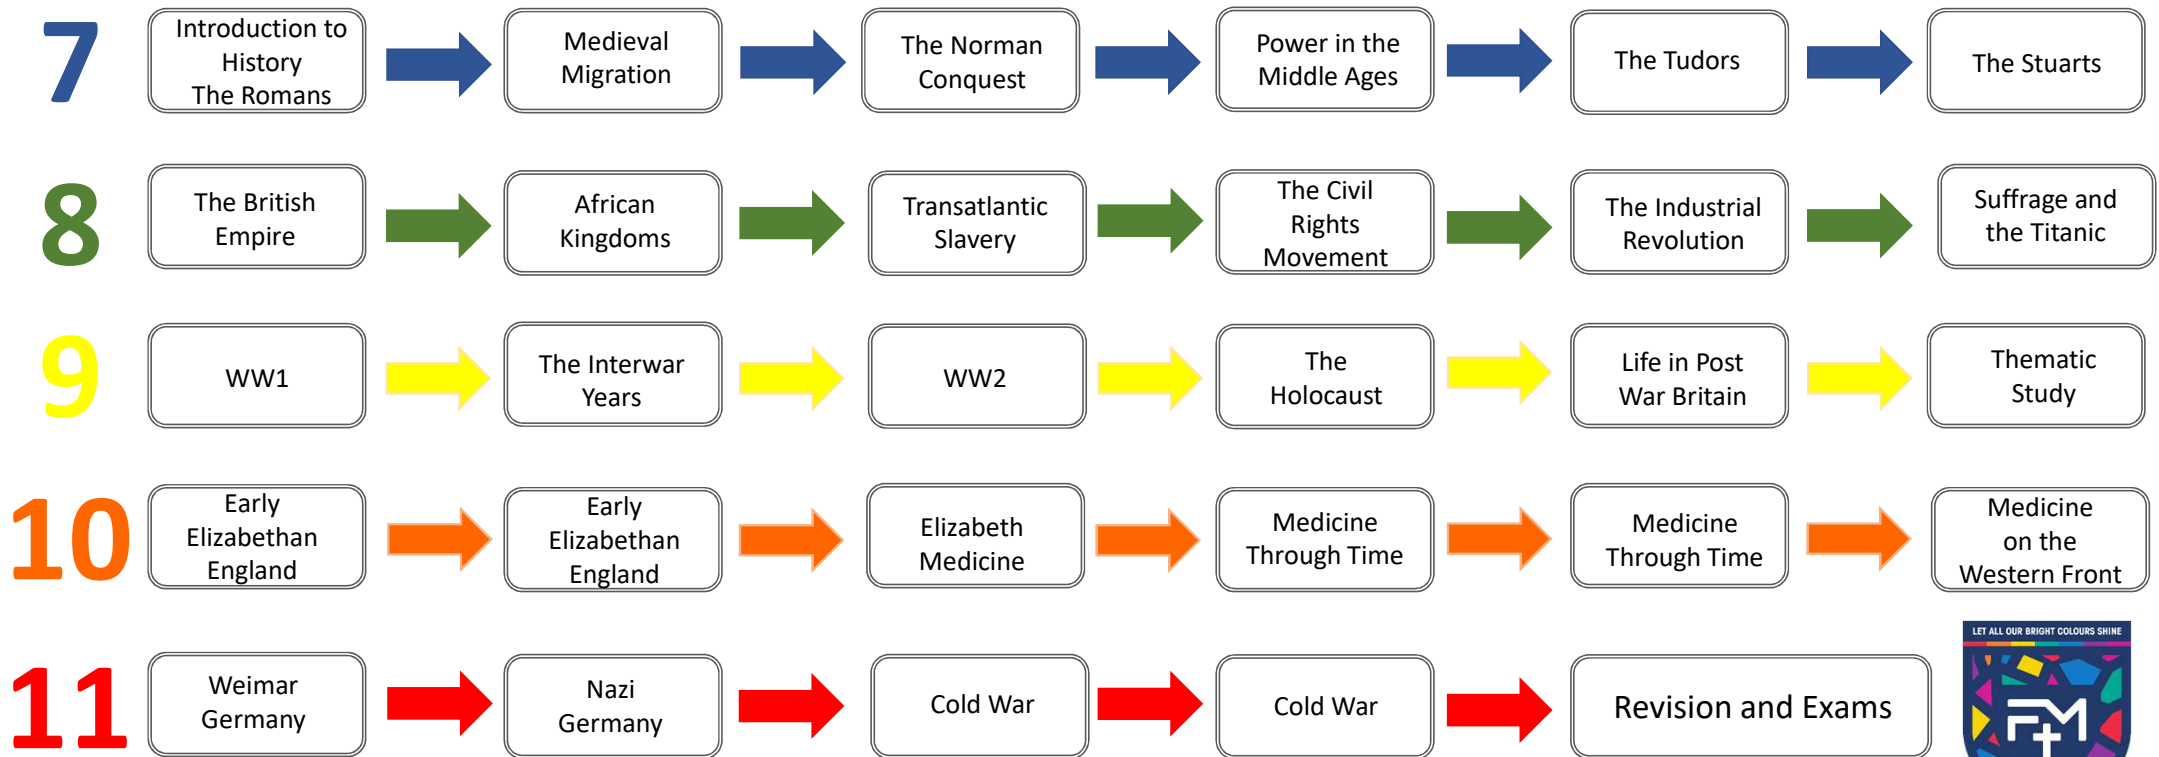 7
Introduction to
History
The Romans
Medieval
Migration
The Norman
Conquest
Power in the
Middle Ages
The Tudors
The Stuarts
8
The British
Empire
African
Kingdoms
Transatlantic
Slavery
The Civil
Rights
Movement
The Industrial
Revolution
Suffrage and
the Titanic
9
WW1
The Interwar
Years
WW2
The
Holocaust
Life in Post
War Britain
Thematic
Study
10
Early
Elizabethan
England
Early
Elizabethan
England
Elizabeth
Medicine
Medicine
Through Time
Medicine
Through Time
Medicine
on the
Western Front
11
Weimar
Germany
Nazi
Germany
Cold War
Cold War
Revision and Exams
LET ALL OUR BRIGHT COLOURS SHINE
FM